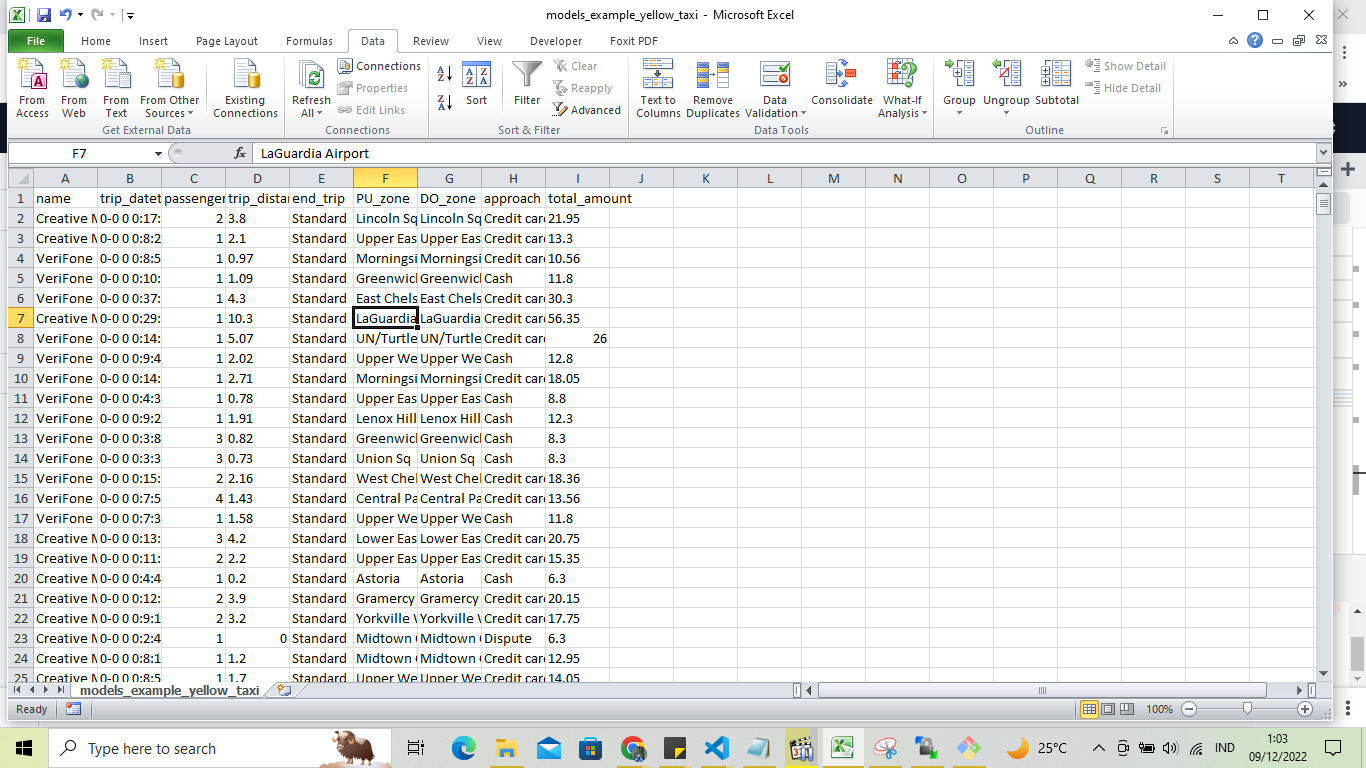 models_example_yellow_taxi - Microsoft Excel
File Home Insert Page Layout Formulas Data Review View Developer Foxit PDF
From Access From Web From Text From Other Sources Existing Connections Refresh All Connections Properties Edit Links Sort Filter Clear Reapply Advanced Text to Columns Remove Duplicates Data Validation Consolidate What-If Analysis Group Ungroup Subtotal Show Detail Hide Detail
Get External Data Connections Sort & Filter Data Tools Outline
F7 fx LaGuardia Airport
A B C D E F G H I J K L M N O P Q R S T
1 name trip_datet passenger trip_distan end_trip PU_zone DO_zone approach total_amount
2 Creative M 0-0 0 0:17: 2 3.8 Standard Lincoln Sq Lincoln Sq Credit card 21.95
3 Creative M 0-0 0 0:8:2 1 2.1 Standard Upper Eas Upper Eas Credit card 13.3
4 VeriFone 0-0 0 0:8:5 1 0.97 Standard Morningsi Morningsi Credit card 10.56
5 VeriFone 0-0 0 0:10: 1 1.09 Standard Greenwich Greenwich Cash 11.8
6 VeriFone 0-0 0 0:37: 1 4.3 Standard East Chels East Chels Credit card 30.3
7 Creative M 0-0 0 0:29: 1 10.3 Standard LaGuardia LaGuardia Credit card 56.35
8 VeriFone 0-0 0 0:14: 1 5.07 Standard UN/Turtle UN/Turtle Credit card 26
9 VeriFone 0-0 0 0:9:4 1 2.02 Standard Upper We Upper We Cash 12.8
10 VeriFone 0-0 0 0:14: 1 2.71 Standard Morningsi Morningsi Credit card 18.05
11 VeriFone 0-0 0 0:4:3 1 0.78 Standard Upper Eas Upper Eas Cash 8.8
12 VeriFone 0-0 0 0:9:2 1 1.91 Standard Lenox Hill Lenox Hill Cash 12.3
13 VeriFone 0-0 0 0:3:8 3 0.82 Standard Greenwich Greenwich Cash 8.3
14 VeriFone 0-0 0 0:3:3 3 0.73 Standard Union Sq Union Sq Cash 8.3
15 VeriFone 0-0 0 0:15: 2 2.16 Standard West Chel West Chel Credit card 18.36
16 VeriFone 0-0 0 0:7:5 4 1.43 Standard Central Pa Central Pa Credit card 13.56
17 VeriFone 0-0 0 0:7:3 1 1.58 Standard Upper We Upper We Cash 11.8
18 Creative M 0-0 0 0:13: 3 4.2 Standard Lower Eas Lower Eas Credit card 20.75
19 Creative M 0-0 0 0:11: 2 2.2 Standard Upper Eas Upper Eas Credit card 15.35
20 Creative M 0-0 0 0:4:4 1 0.2 Standard Astoria Astoria Cash 6.3
21 Creative M 0-0 0 0:12: 2 3.9 Standard Gramercy Gramercy Credit card 20.15
22 Creative M 0-0 0 0:9:1 2 3.2 Standard Yorkville W Yorkville W Credit card 17.75
23 Creative M 0-0 0 0:2:4 1 0 Standard Midtown C Midtown C Dispute 6.3
24 Creative M 0-0 0 0:8:1 1 1.2 Standard Midtown C Midtown C Credit card 12.95
25 Creative M 0-0 0 0:8:5 1 1.7 Standard Upper We Upper We Credit card 14.05
models_example_yellow_taxi
Ready 100%
Type here to search 25°C IND 1:03
09/12/2022